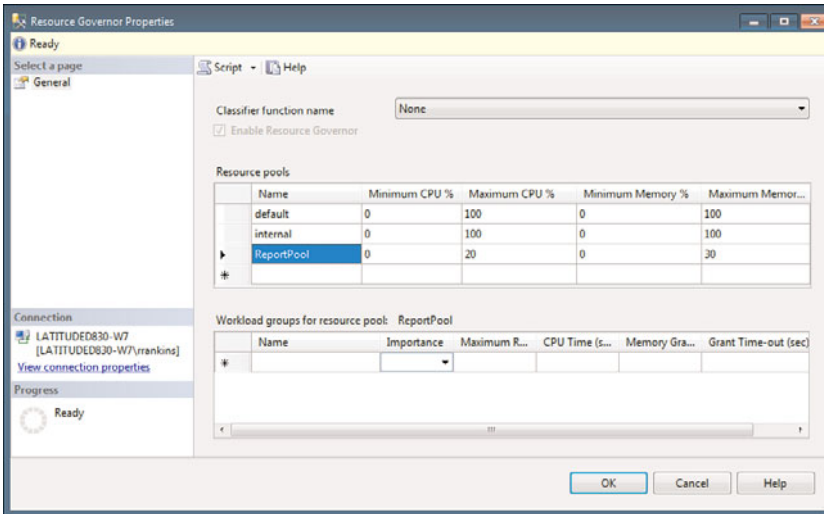 Resource Governor Properties
Ready
Select a page
General
Script
Help
Classifier function name
None
Enable Resource Governor
Resource pools
Name Minimum CPU % Maximum CPU % Minimum Memory % Maximum Memor...
default 0 100 0 100
internal 0 100 0 100
ReportPool 0 20 0 30
Workload groups for resource pool: ReportPool
Name Importance Maximum R... CPU Time (s... Memory Gra... Grant Time-out (sec)
Connection
LATITUDED830-W7
[LATITUDED830-W7\rrankins]
View connection properties
Progress
Ready
OK Cancel Help